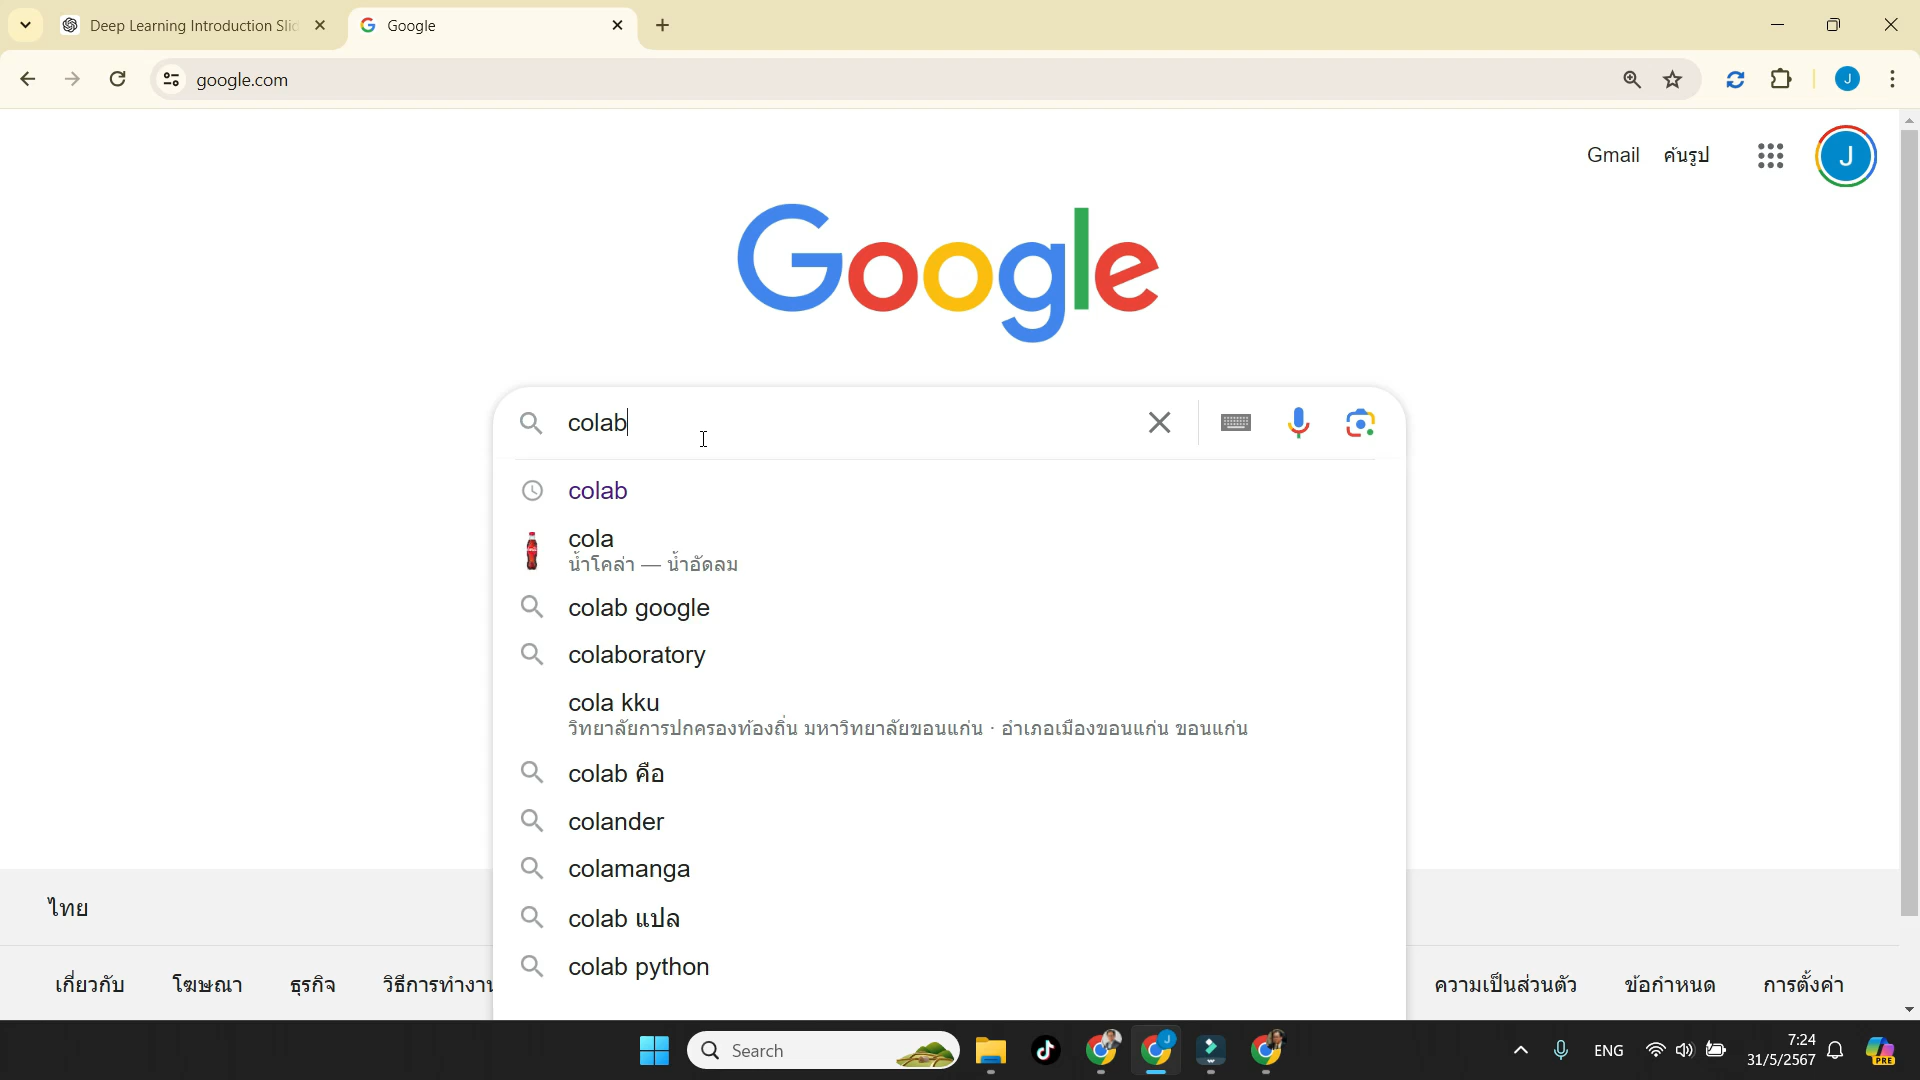 Deep Learning Introduction Slid
Google
google.com
J
Gmail
ค้นรูป
J
Google
colab
colab
cola
น้ำโคล่า — น้ำอัดลม
colab google
colaboratory
cola kku
วิทยาลัยการปกครองท้องถิ่น มหาวิทยาลัยขอนแก่น · อำเภอเมืองขอนแก่น ขอนแก่น
colab คือ
colander
colamanga
colab แปล
colab python
ไทย
เกี่ยวกับ
โฆษณา
ธุรกิจ
วิธีการทำงาน
ความเป็นส่วนตัว
ข้อกำหนด
การตั้งค่า
Search
J
ENG
7:24
31/5/2567
PRE